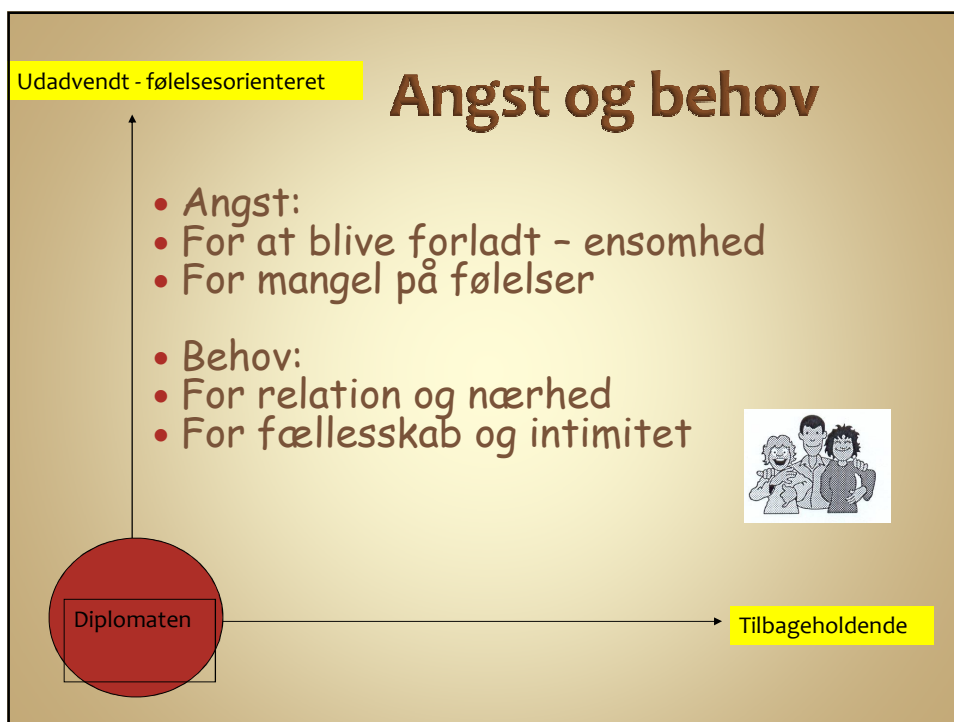 Udadvendt - følelsesorienteret
Angst og behov
• Angst:
• For at blive forladt – ensomhed
• For mangel på følelser
• Behov:
• For relation og nærhed
• For fællesskab og intimitet
Diplomaten
Tilbageholdende